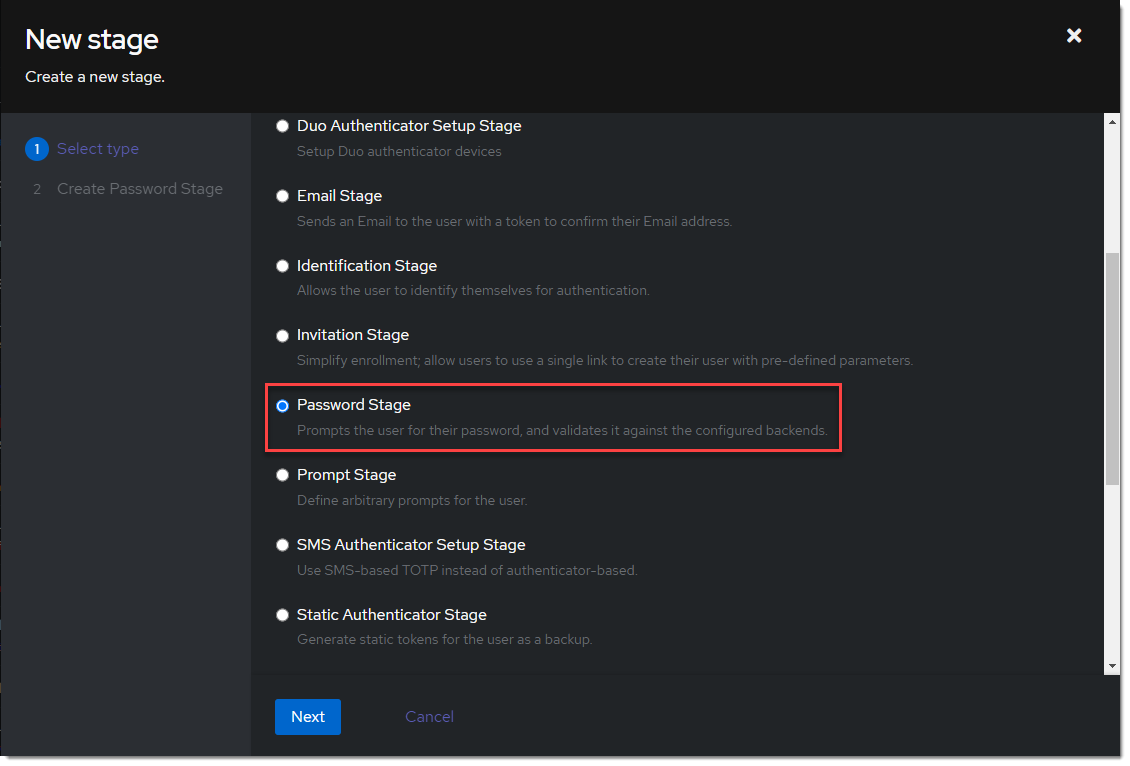 New stage
Create a new stage.
1 Select type
2 Create Password Stage
Duo Authenticator Setup Stage
Setup Duo authenticator devices
Email Stage
Sends an Email to the user with a token to confirm their Email address.
Identification Stage
Allows the user to identify themselves for authentication.
Invitation Stage
Simplify enrollment; allow users to use a single link to create their user with pre-defined parameters.
Password Stage
Prompts the user for their password, and validates it against the configured backends.
Prompt Stage
Define arbitrary prompts for the user.
SMS Authenticator Setup Stage
Use SMS-based TOTP instead of authenticator-based.
Static Authenticator Stage
Generate static tokens for the user as a backup.
Next Cancel